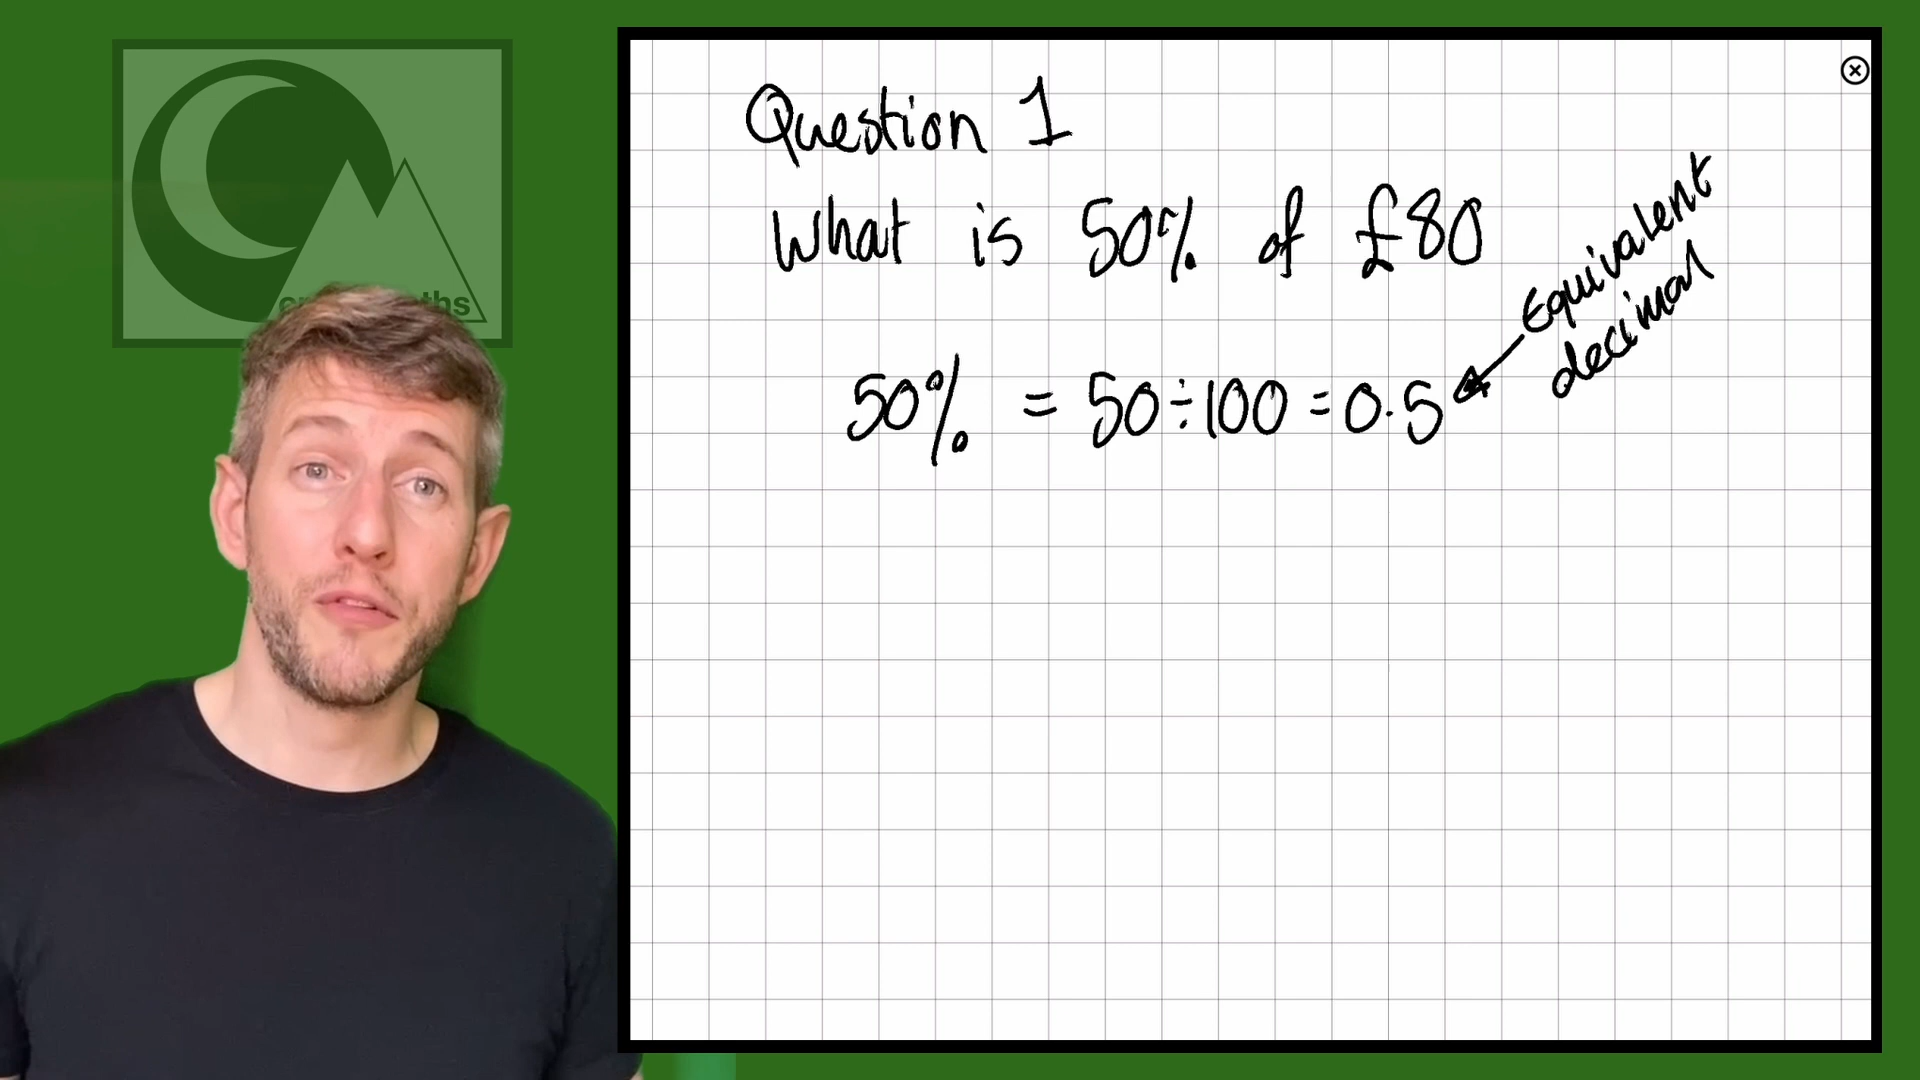 Question 1
What is 50% of £80
50% = 50÷100 = 0.5
Equivalent
decimal